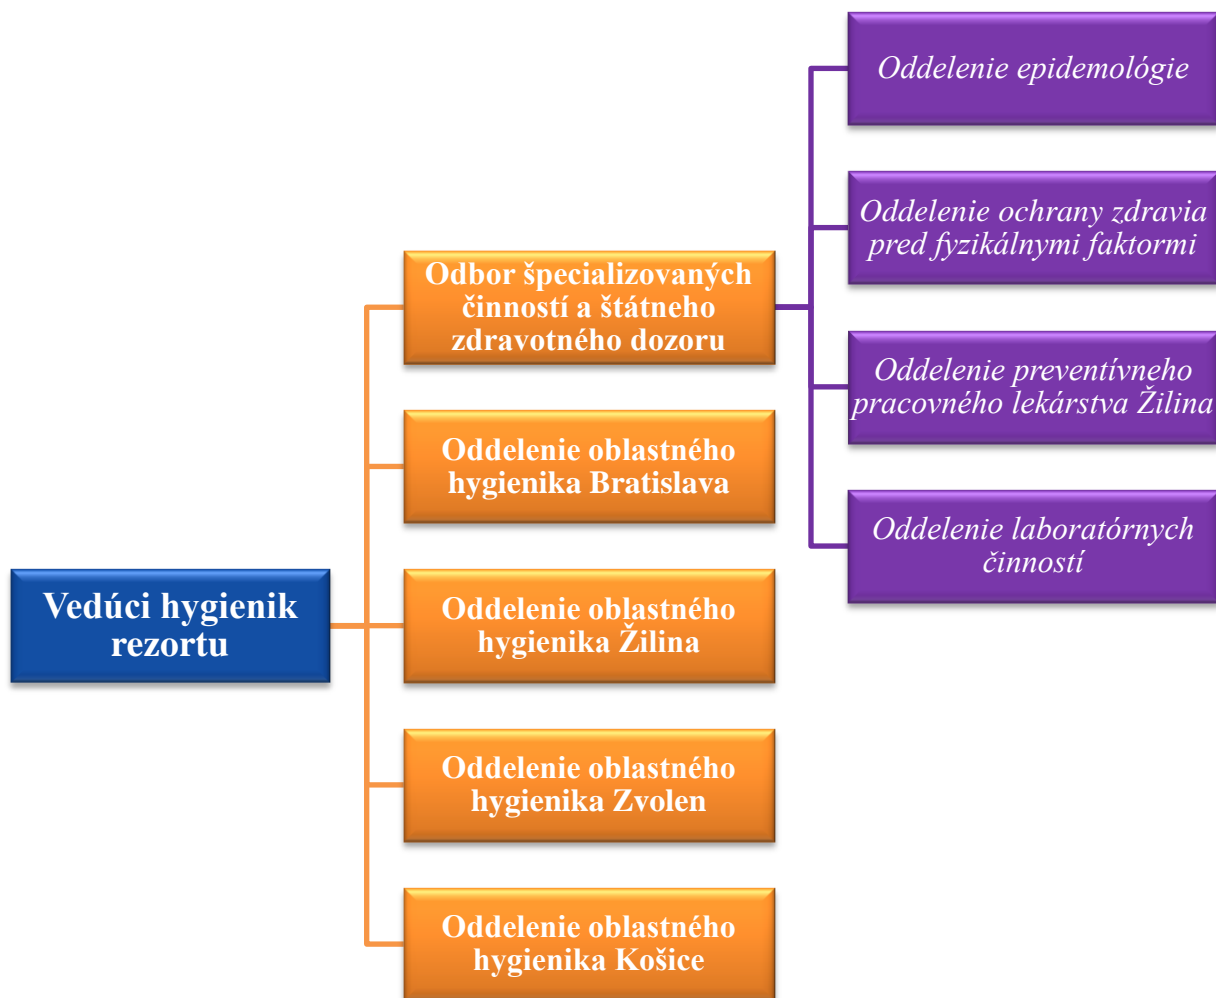 Vedúci hygienik
rezortu
Odbor špecializovaných
činností a štátneho
zdravotného dozoru
Oddelenie oblastného
hygienika Bratislava
Oddelenie oblastného
hygienika Žilina
Oddelenie oblastného
hygienika Zvolen
Oddelenie oblastného
hygienika Košice
Oddelenie epidemológie
Oddelenie ochrany zdravia
pred fyzikálnymi faktormi
Oddelenie preventívneho
pracovného lekárstva Žilina
Oddelenie laboratórnych
činností